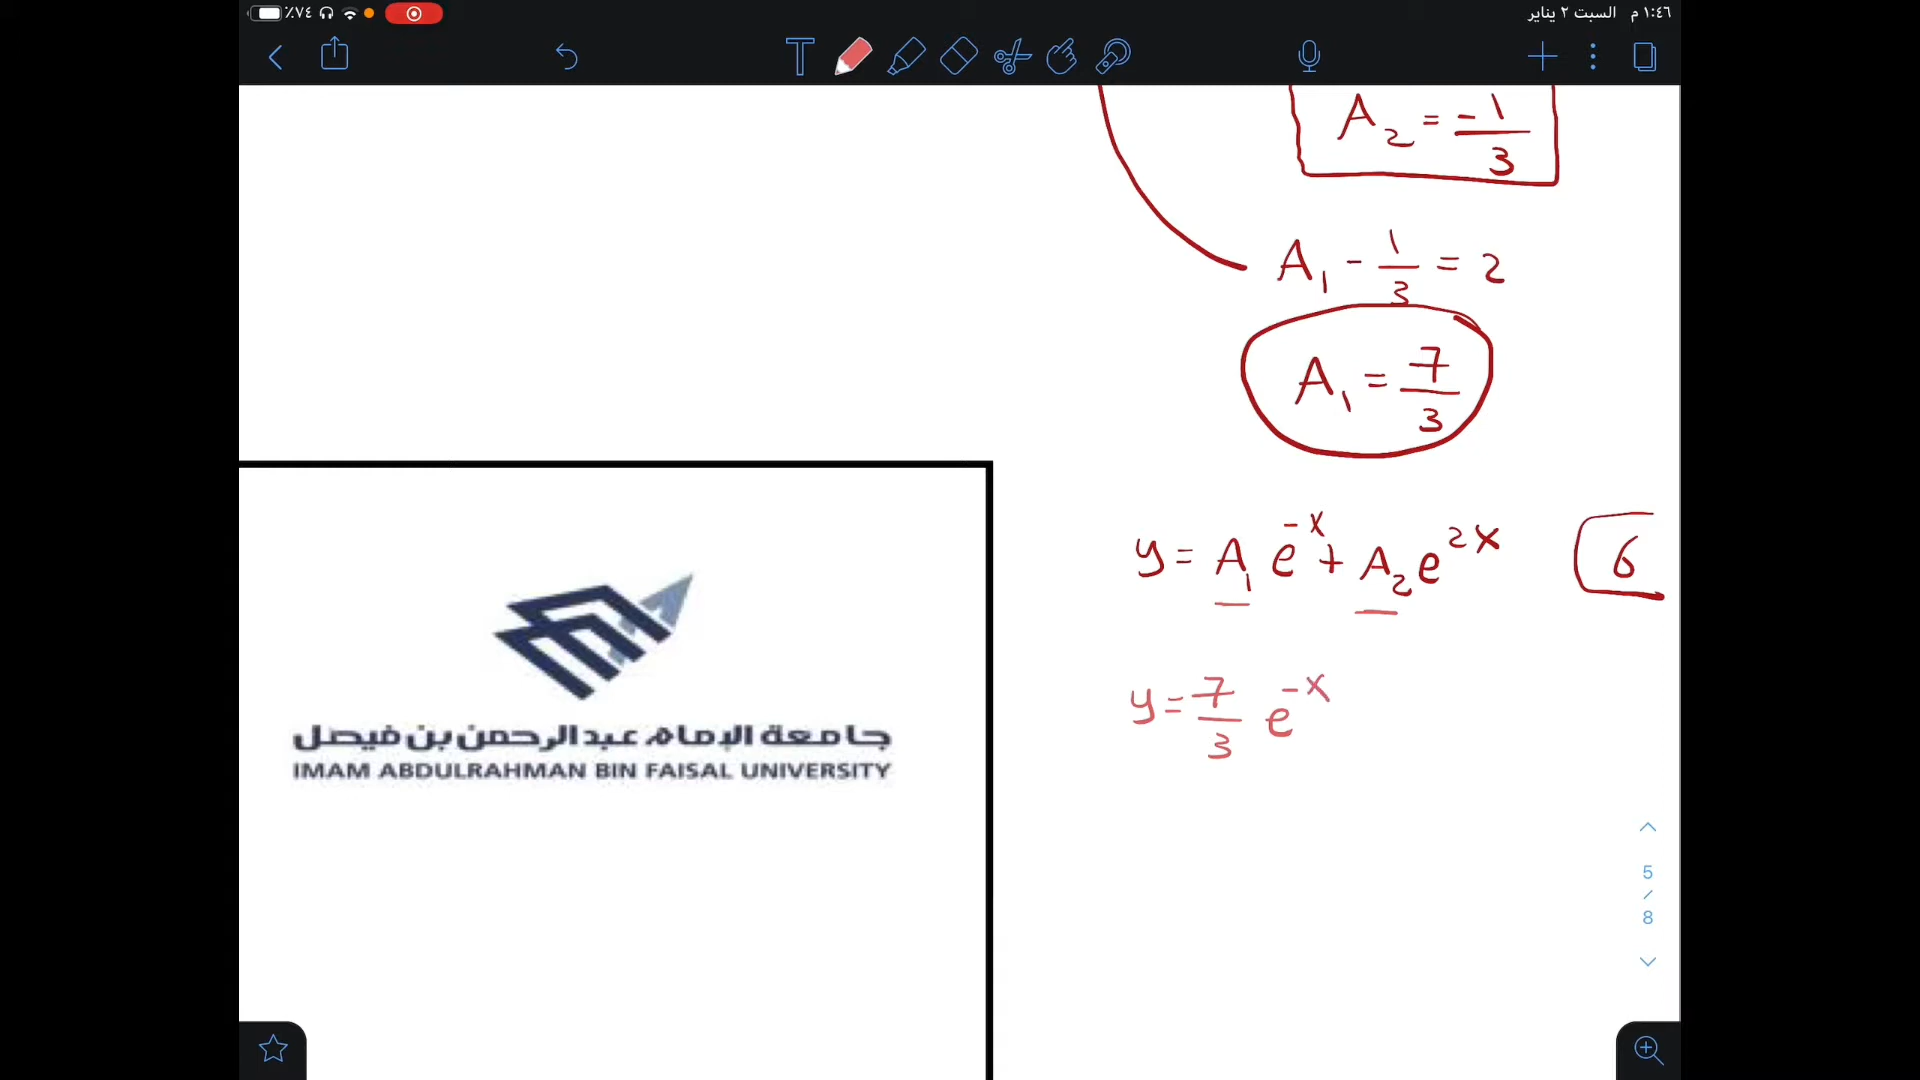 ٪٧٤
١:٤٦ م السبت ٢ يناير
A₂ = -1/3
A₁ - 1/3 = 2
A₁ = 7/3
y = A₁ e^-x + A₂ e^2x
6
y = 7/3 e^-x
جامعة الإمام عبدالرحمن بن فيصل
IMAM ABDULRAHMAN BIN FAISAL UNIVERSITY
5
/
8